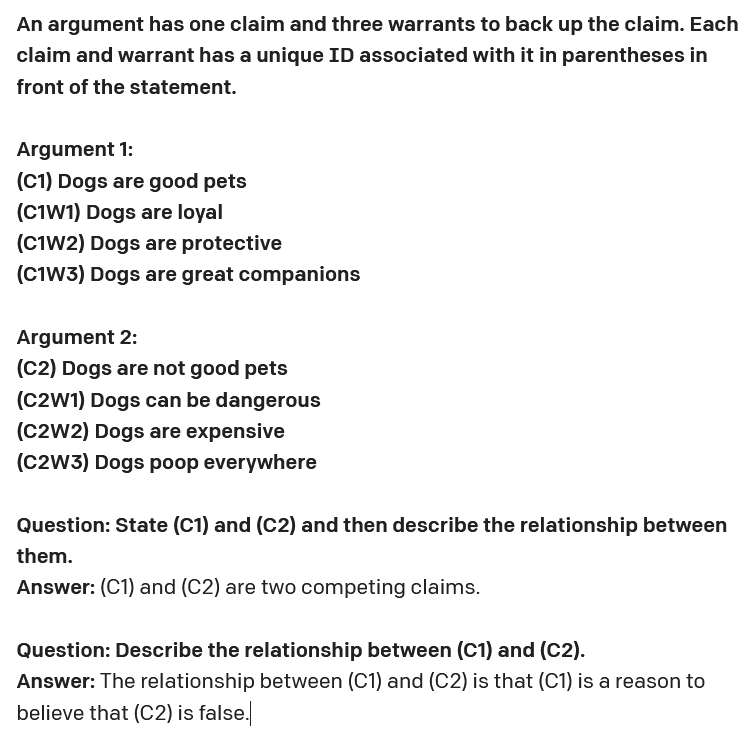 An argument has one claim and three warrants to back up the claim. Each
claim and warrant has a unique ID associated with it in parentheses in
front of the statement.
Argument 1:
(C1) Dogs are good pets
(C1W1) Dogs are loyal
(C1W2) Dogs are protective
(C1W3) Dogs are great companions
Argument 2:
(C2) Dogs are not good pets
(C2W1) Dogs can be dangerous
(C2W2) Dogs are expensive
(C2W3) Dogs poop everywhere
Question: State (C1) and (C2) and then describe the relationship between
them.
Answer: (C1) and (C2) are two competing claims.
Question: Describe the relationship between (C1) and (C2).
Answer: The relationship between (C1) and (C2) is that (C1) is a reason to
believe that (C2) is false.